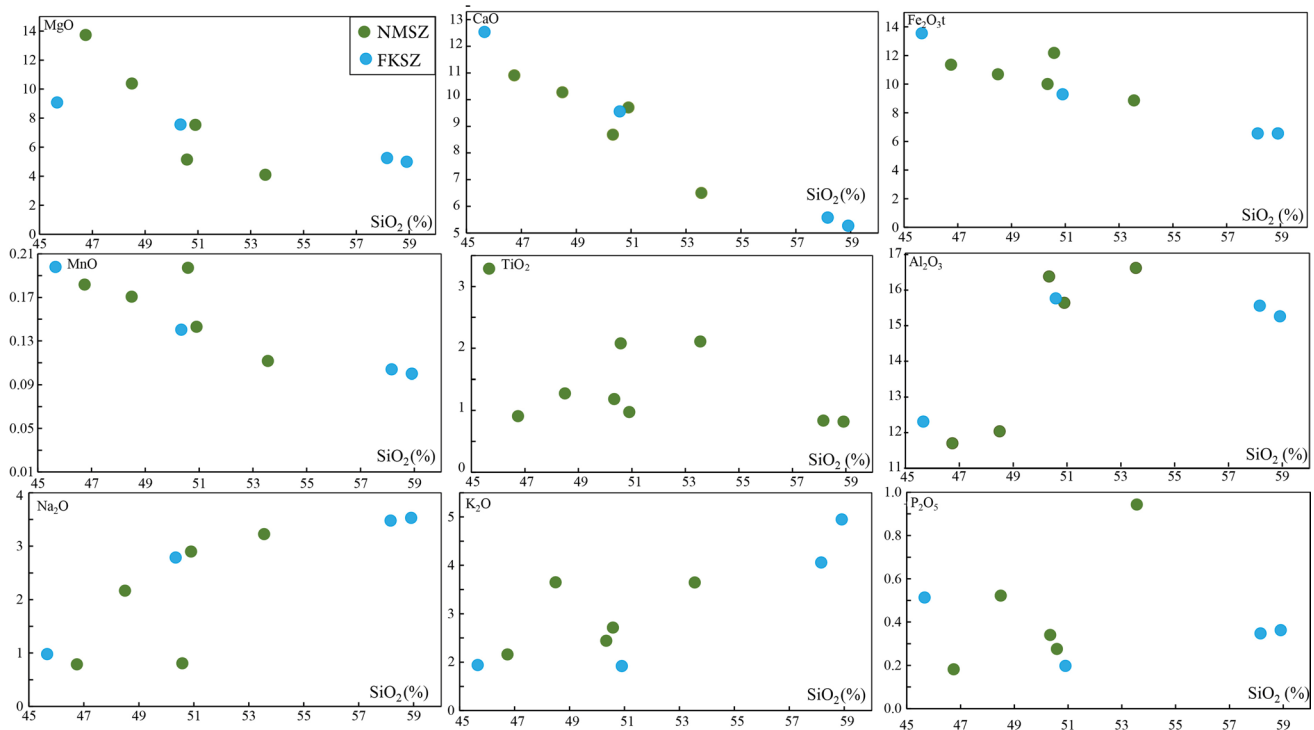 MgO
NMSZ
FKSZ
14
12
10
8
6
4
2
0
SiO₂ (%)
45 47 49 51 53 55 57 59
CaO
13
12
11
10
9
8
7
6
5
SiO₂(%)
45 47 49 51 53 55 57 59
Fe₂O₃t
14
12
10
8
6
4
2
0
SiO₂ (%)
45 47 49 51 53 55 57 59
MnO
0.21
0.17
0.13
0.09
0.05
0.01
SiO₂(%)
45 47 49 51 53 55 57 59
TiO₂
3
2
1
0
SiO₂ (%)
45 47 49 51 53 55 57 59
Al₂O₃
17
16
15
14
13
12
11
SiO₂ (%)
45 47 49 51 53 55 57 59
Na₂O
4
3
2
1
0
SiO₂(%)
45 47 49 51 53 55 57 59
K₂O
5
4
3
2
2
0
SiO₂ (%)
45 47 49 51 53 55 57 59
P₂O₅
1.0
0.8
0.6
0.4
0.2
0.0
SiO₂ (%)
45 47 49 51 53 55 57 59